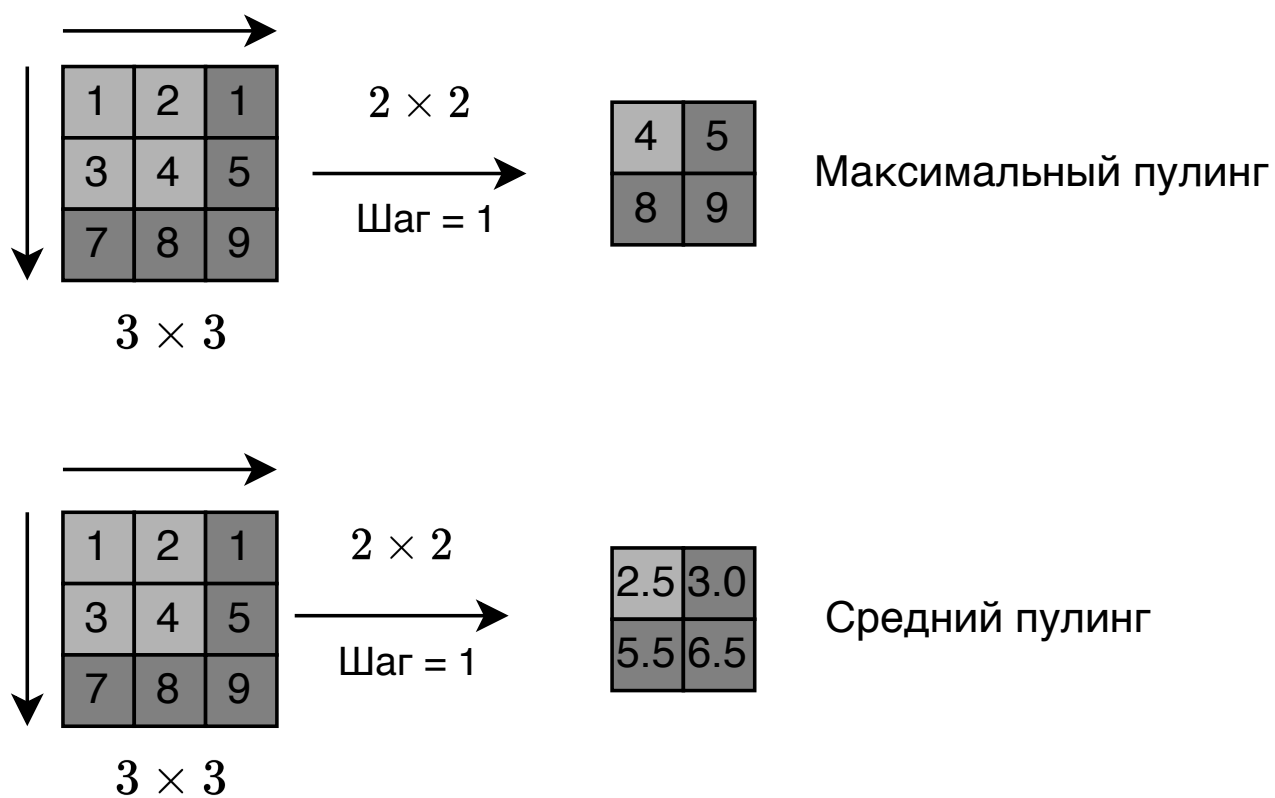 1 2 1
3 4 5
7 8 9
3 × 3
2 × 2
Шаг = 1
4 5
8 9
Максимальный пулинг
1 2 1
3 4 5
7 8 9
3 × 3
2 × 2
Шаг = 1
2.5 3.0
5.5 6.5
Средний пулинг